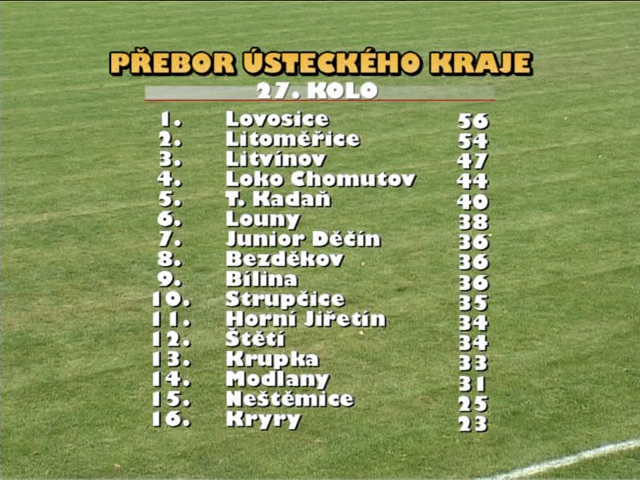 PŘEBOR ÚSTECKÉHO KRAJE
27. KOLO
1. Lovosice 56
2. Litoměřice 54
3. Litvínov 47
4. Loko Chomutov 44
5. T. Kadaň 40
6. Louny 38
7. Junior Děčín 36
8. Bezděkov 36
9. Bílina 36
10. Strupčice 35
11. Horní Jiřetín 34
12. Štětí 34
13. Krupka 33
14. Modlany 31
15. Neštěmice 25
16. Kryry 23